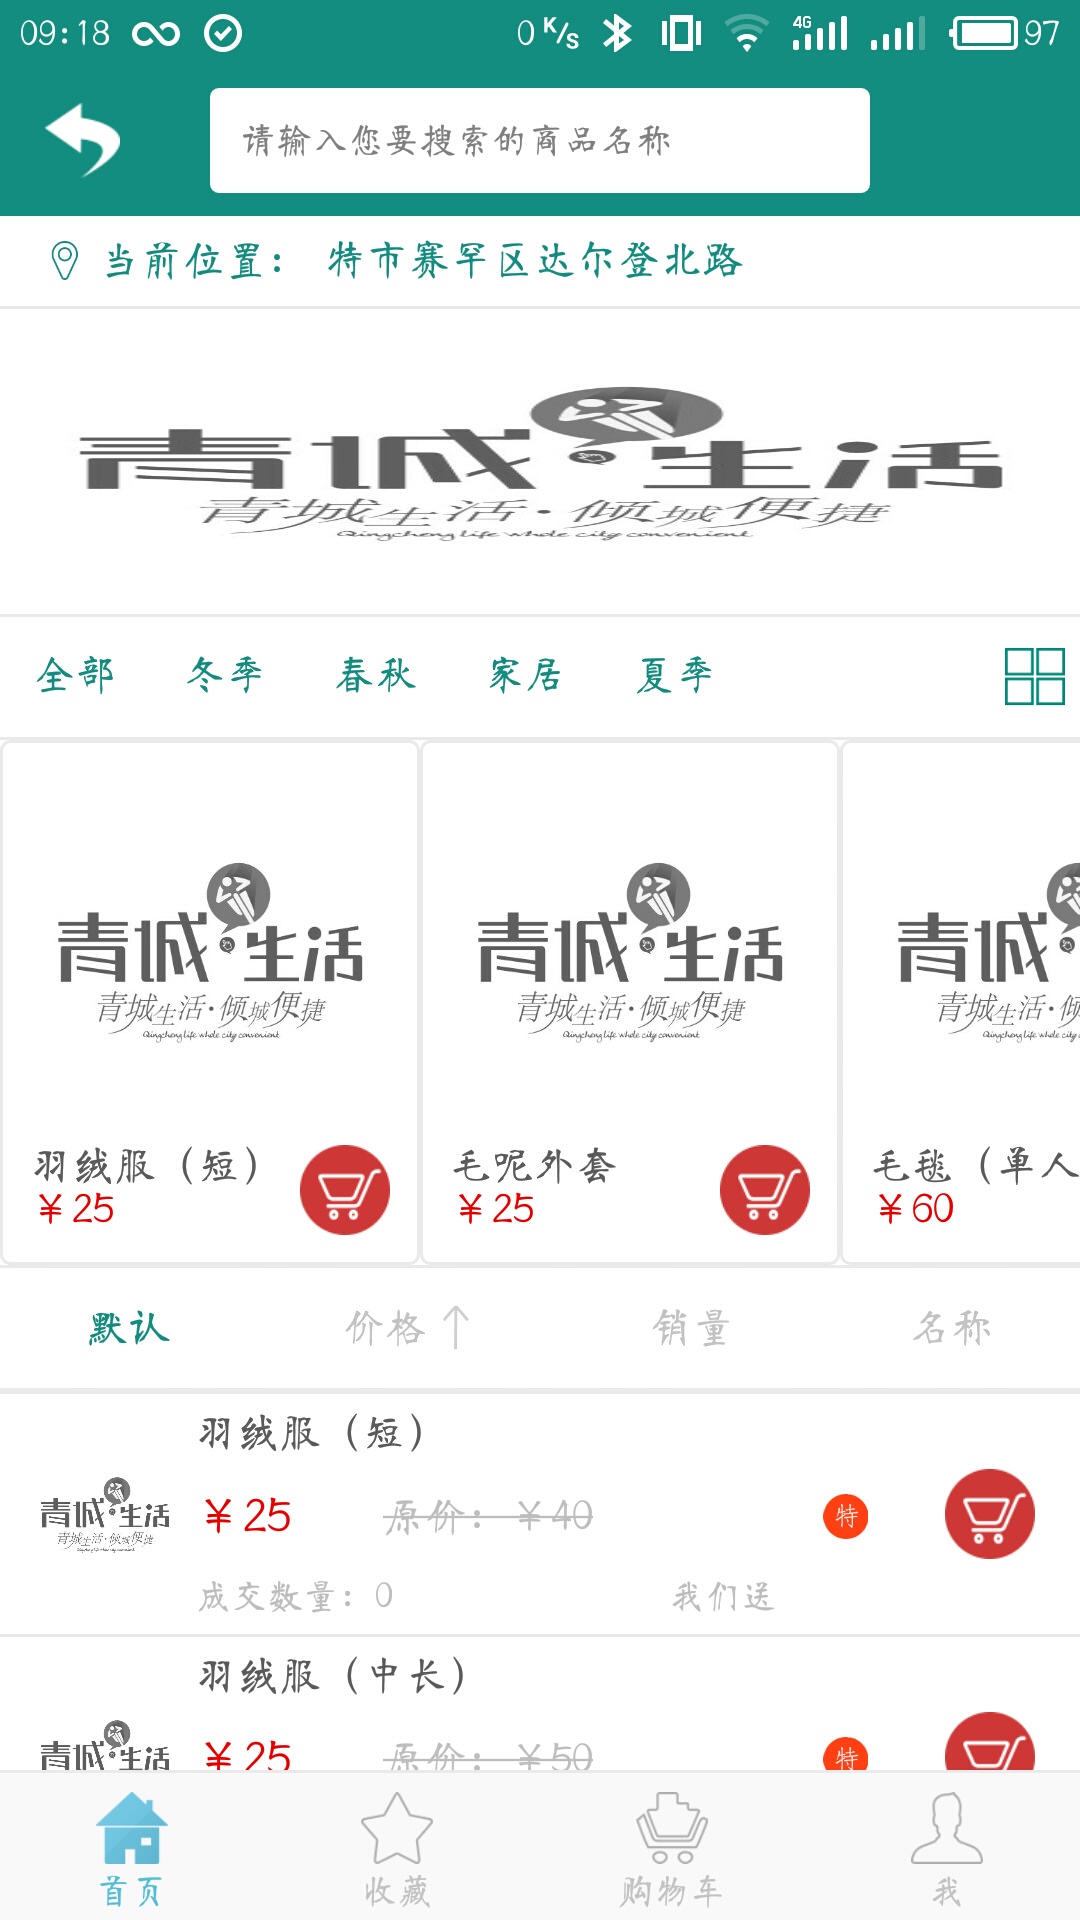 09:18
0 K/s 4G 97
请输入您要搜索的商品名称
当前位置： 特市赛罕区达尔登北路
青城·生活
青城生活·倾城便捷
Qingcheng life whole city convenient
全部 冬季 春秋 家居 夏季
青城·生活 青城·生活 青城
青城生活·倾城便捷 青城生活·倾城便捷 青城生活·倾
Qingcheng life whole city convenient Qingcheng life whole city convenient Qingcheng life whole c
羽绒服（短） 毛呢外套 毛毯（单人
￥25 ￥25 ￥60
默认 价格 销量 名称
羽绒服（短）
青城·生活
青城生活·倾城便捷
￥25 原价：￥40 特
成交数量：0 我们送
羽绒服（中长）
青城·生活
￥25 原价：￥50 特
首页 收藏 购物车 我